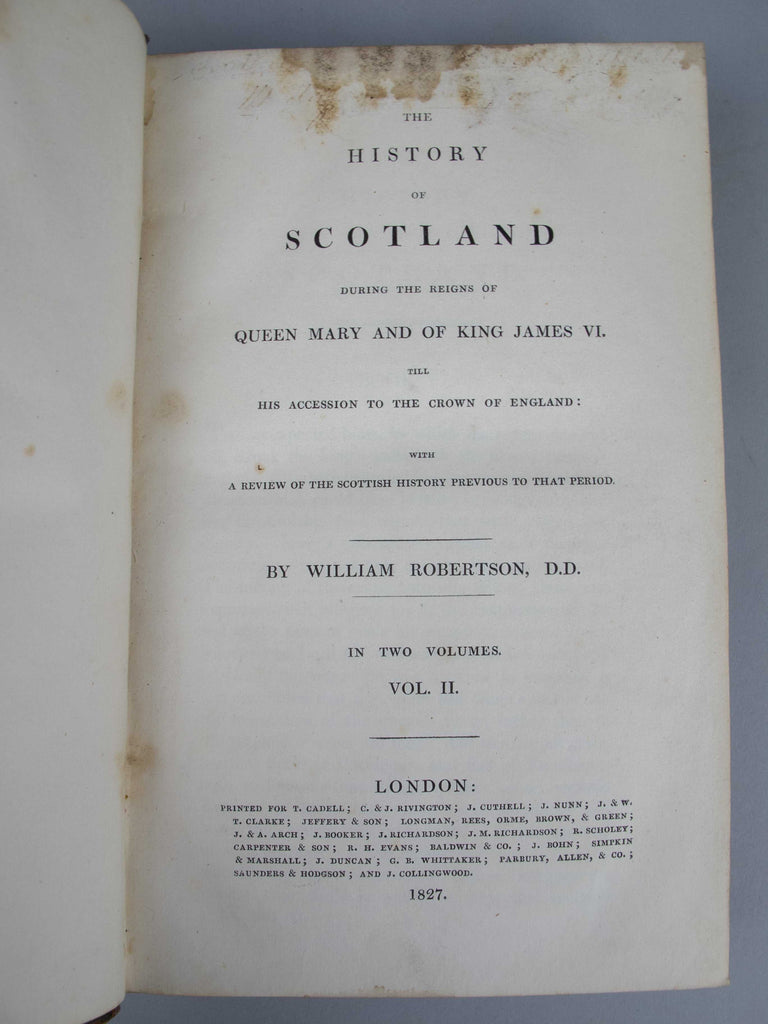 THE
HISTORY
OF
SCOTLAND
DURING THE REIGNS OF
QUEEN MARY AND OF KING JAMES VI.
TILL
HIS ACCESSION TO THE CROWN OF ENGLAND:
WITH
A REVIEW OF THE SCOTTISH HISTORY PREVIOUS TO THAT PERIOD.
BY WILLIAM ROBERTSON, D.D.
IN TWO VOLUMES.
VOL. II.
LONDON:
PRINTED FOR T. CADELL; C. & J. RIVINGTON; J. CUTHELL; J. NUNN; J. & W.
T. CLARKE; JEFFERY & SON; LONGMAN, REES, ORME, BROWN, & GREEN;
J. & A. ARCH; J. BOOKER; J. RICHARDSON; J. M. RICHARDSON; R. SCHOLEY;
CARPENTER & SON; R. H. EVANS; BALDWIN & CO.; J. BOHN; SIMPKIN
& MARSHALL; J. DUNCAN; G. B. WHITTAKER; PARBURY, ALLEN, & CO.;
SAUNDERS & HODGSON; AND J. COLLINGWOOD.
1827.